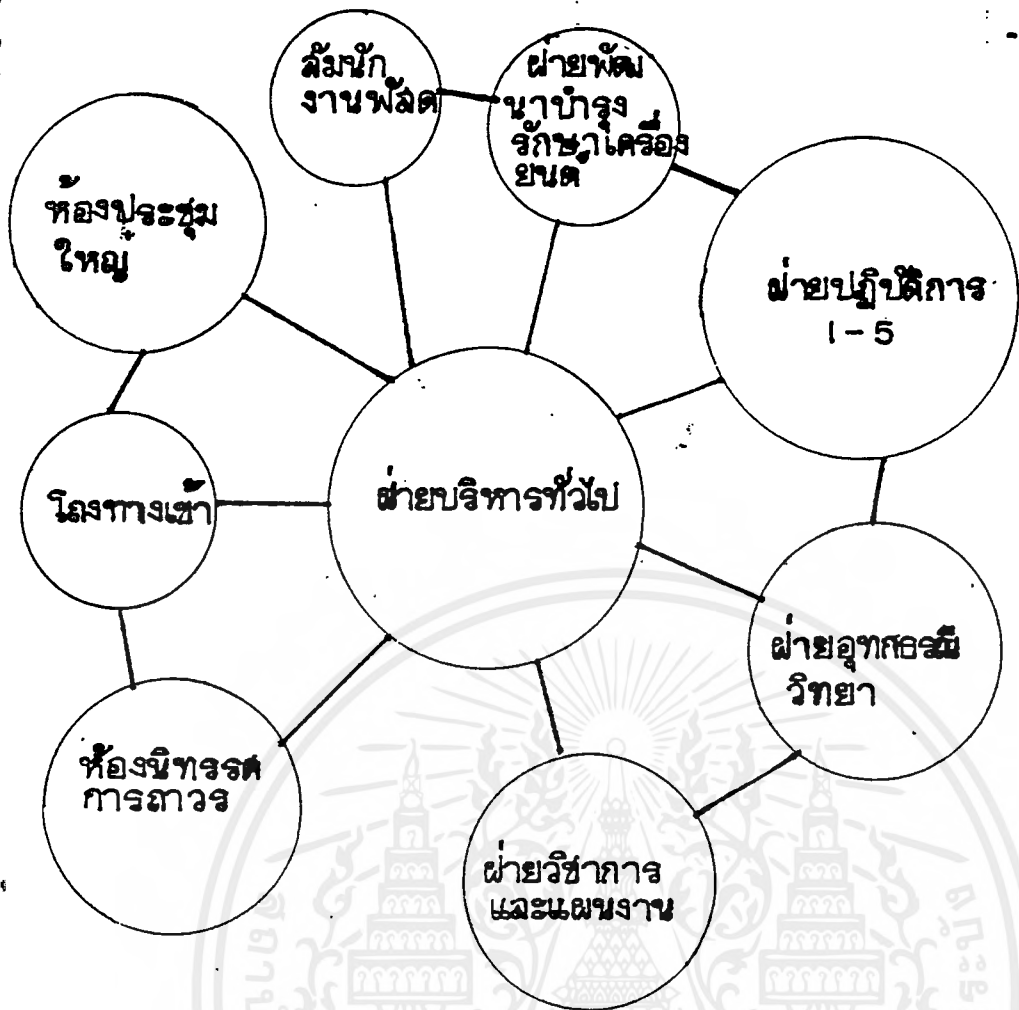 ลัมนัก
งานพัสด
ฝ่ายพัฒ
นาบำรุง
รักษาเครื่อง
ยนต์
ห้องประชุม
ใหญ่
ฝ่ายปฏิบัติการ
1-5
โถงทางเข้า
ฝ่ายบริหารทั่วไป
ฝ่ายอุทกธรณี
วิทยา
ห้องนิทรรศ
การถาวร
ฝ่ายวิชาการ
และแผนงาน